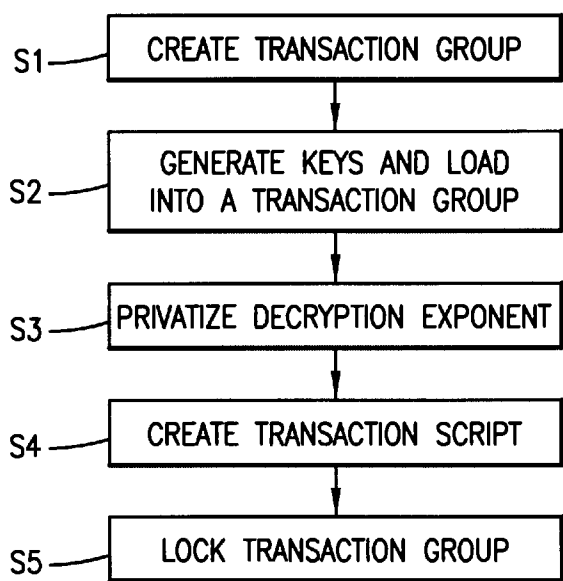 S1 CREATE TRANSACTION GROUP
S2 GENERATE KEYS AND LOAD
INTO A TRANSACTION GROUP
S3 PRIVATIZE DECRYPTION EXPONENT
S4 CREATE TRANSACTION SCRIPT
S5 LOCK TRANSACTION GROUP